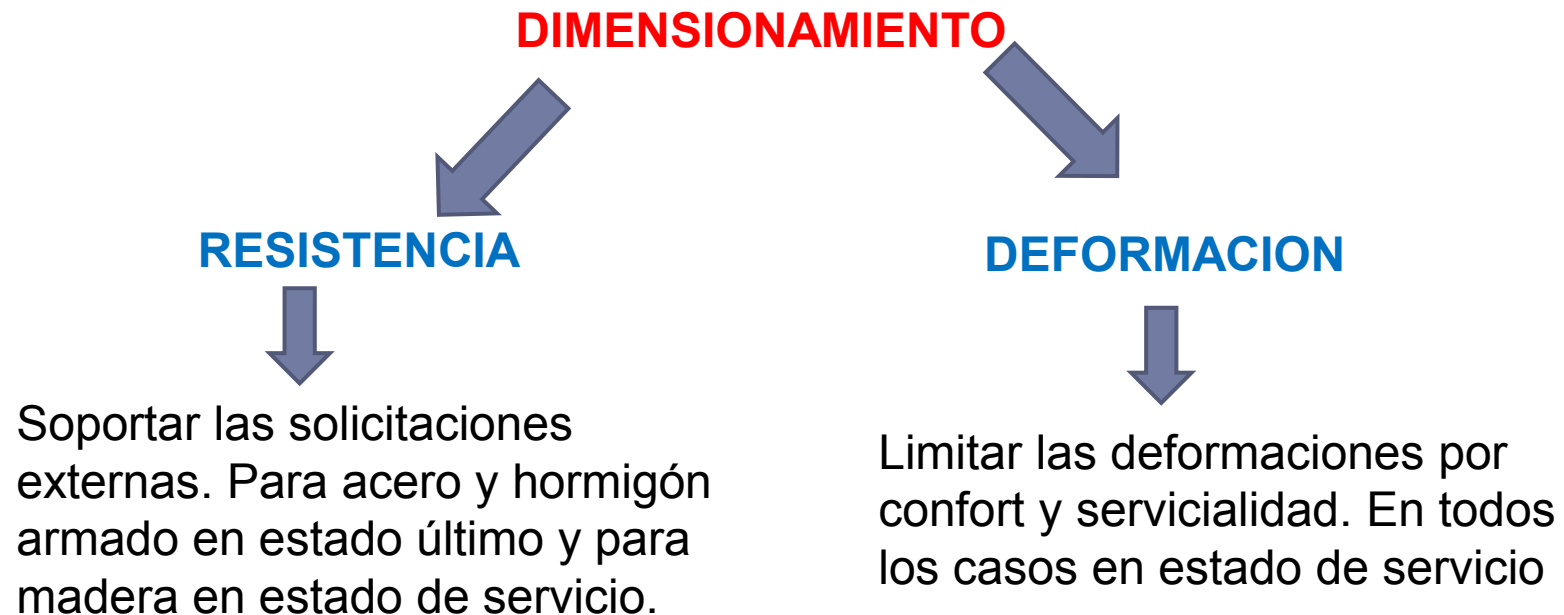 DIMENSIONAMIENTO
RESISTENCIA
DEFORMACION
Soportar las solicitaciones
externas. Para acero y hormigón
armado en estado último y para
madera en estado de servicio.
Limitar las deformaciones por
confort y servicialidad. En todos
los casos en estado de servicio